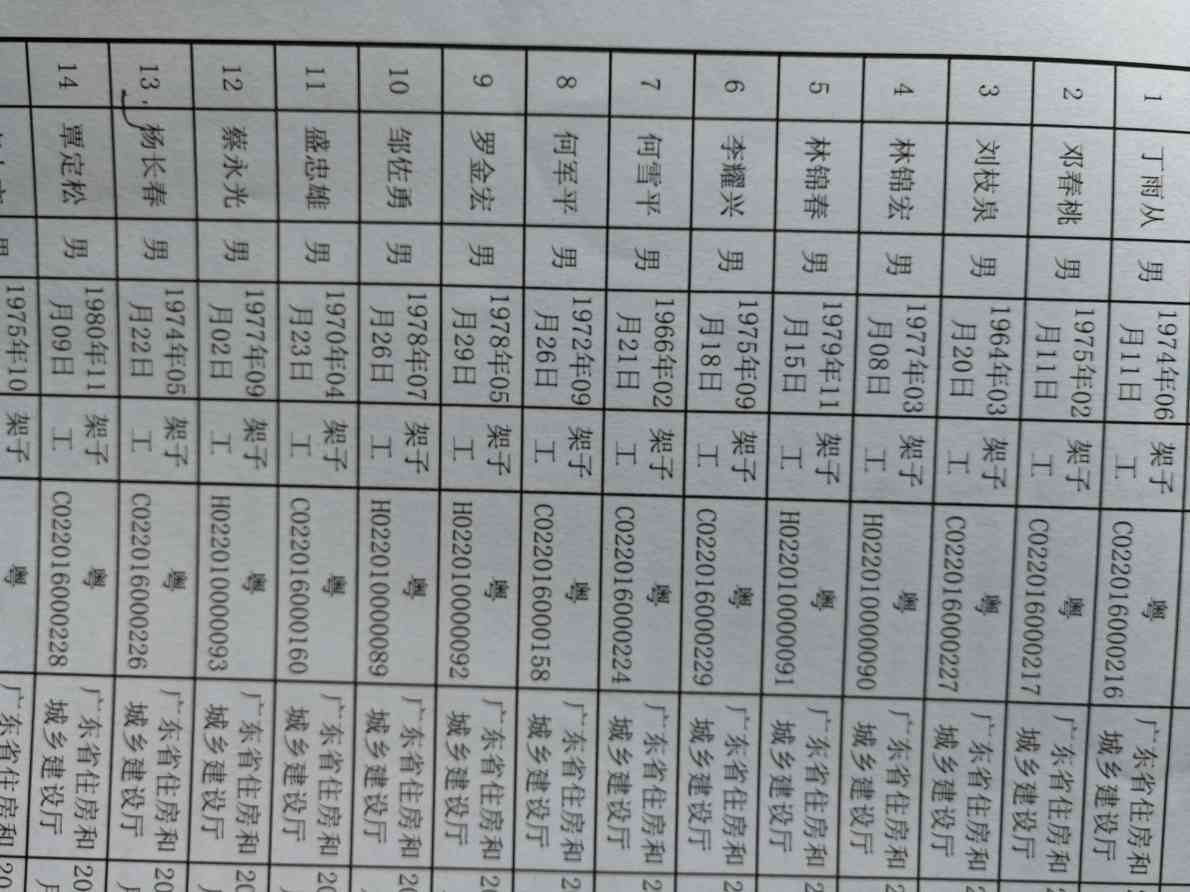 1 丁雨从 男 1974年06月11日 架子工 粤C022016000216 广东省住房和城乡建设厅
2 邓春桃 男 1975年02月11日 架子工 粤C022016000217 广东省住房和城乡建设厅
3 刘枝泉 男 1964年03月20日 架子工 粤C022016000227 广东省住房和城乡建设厅
4 林锦宏 男 1977年03月08日 架子工 粤H022010000090 广东省住房和城乡建设厅
5 林锦春 男 1979年11月15日 架子工 粤H022010000091 广东省住房和城乡建设厅
6 李耀兴 男 1975年09月18日 架子工 粤C022016000229 广东省住房和城乡建设厅
7 何雪平 男 1966年02月21日 架子工 粤C022016000224 广东省住房和城乡建设厅
8 何军平 男 1972年09月26日 架子工 粤C022016000158 广东省住房和城乡建设厅
9 罗金宏 男 1978年05月29日 架子工 粤H022010000092 广东省住房和城乡建设厅
10 邹佐勇 男 1978年07月26日 架子工 粤H022010000089 广东省住房和城乡建设厅
11 盛忠雄 男 1970年04月23日 架子工 粤C022016000160 广东省住房和城乡建设厅
12 蔡永光 男 1977年09月02日 架子工 粤H022010000093 广东省住房和城乡建设厅
13 杨长春 男 1974年05月22日 架子工 粤C022016000226 广东省住房和城乡建设厅
14 覃定松 男 1980年11月09日 架子工 粤C022016000228 广东省住房和城乡建设厅
男 1975年10 架子 粤 广东省住房和